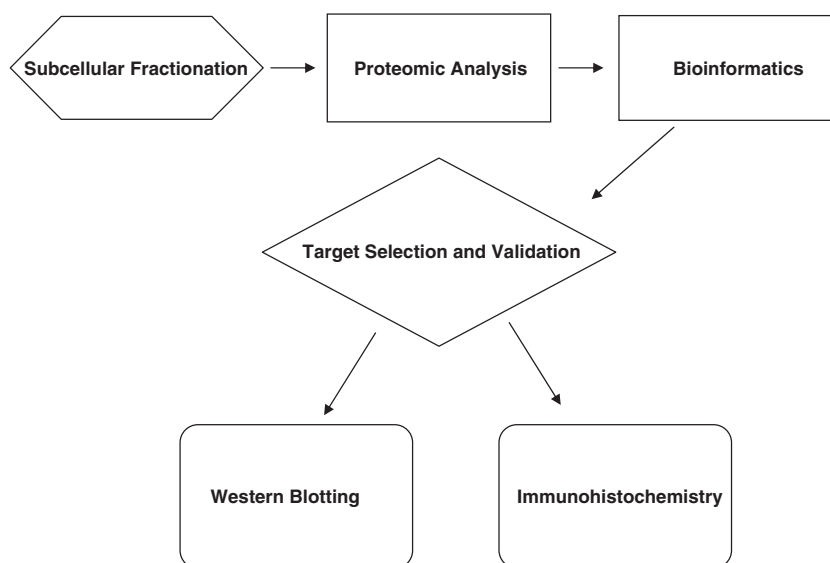 Subcellular Fractionation
Proteomic Analysis
Bioinformatics
Target Selection and Validation
Western Blotting
Immunohistochemistry